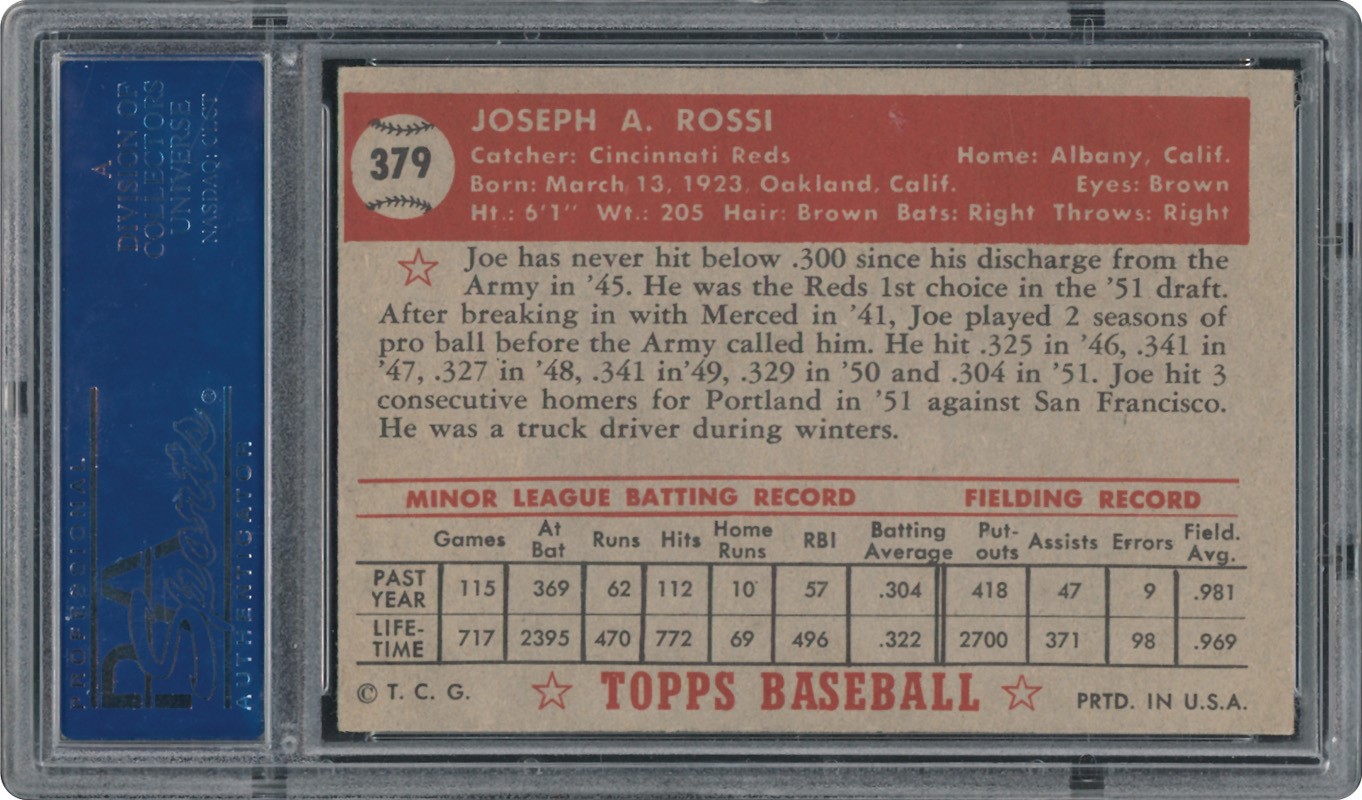 A
DIVISION OF
COLLECTORS
UNIVERSE
NASDAQ: CLCT
PROFESSIONAL
PSA
Sports
AUTHENTICATOR
379
JOSEPH A. ROSSI
Catcher: Cincinnati Reds Home: Albany, Calif.
Born: March 13, 1923, Oakland, Calif. Eyes: Brown
Ht.: 6'1" Wt.: 205 Hair: Brown Bats: Right Throws: Right
Joe has never hit below .300 since his discharge from the
Army in '45. He was the Reds 1st choice in the '51 draft.
After breaking in with Merced in '41, Joe played 2 seasons of
pro ball before the Army called him. He hit .325 in '46, .341 in
'47, .327 in '48, .341 in'49, .329 in '50 and .304 in '51. Joe hit 3
consecutive homers for Portland in '51 against San Francisco.
He was a truck driver during winters.
MINOR LEAGUE BATTING RECORD FIELDING RECORD
Games At Bat Runs Hits Home Runs RBI Batting Average Put-outs Assists Errors Field. Avg.
PAST YEAR 115 369 62 112 10 57 .304 418 47 9 .981
LIFE-TIME 717 2395 470 772 69 496 .322 2700 371 98 .969
© T. C. G. TOPPS BASEBALL PRTD. IN U.S.A.